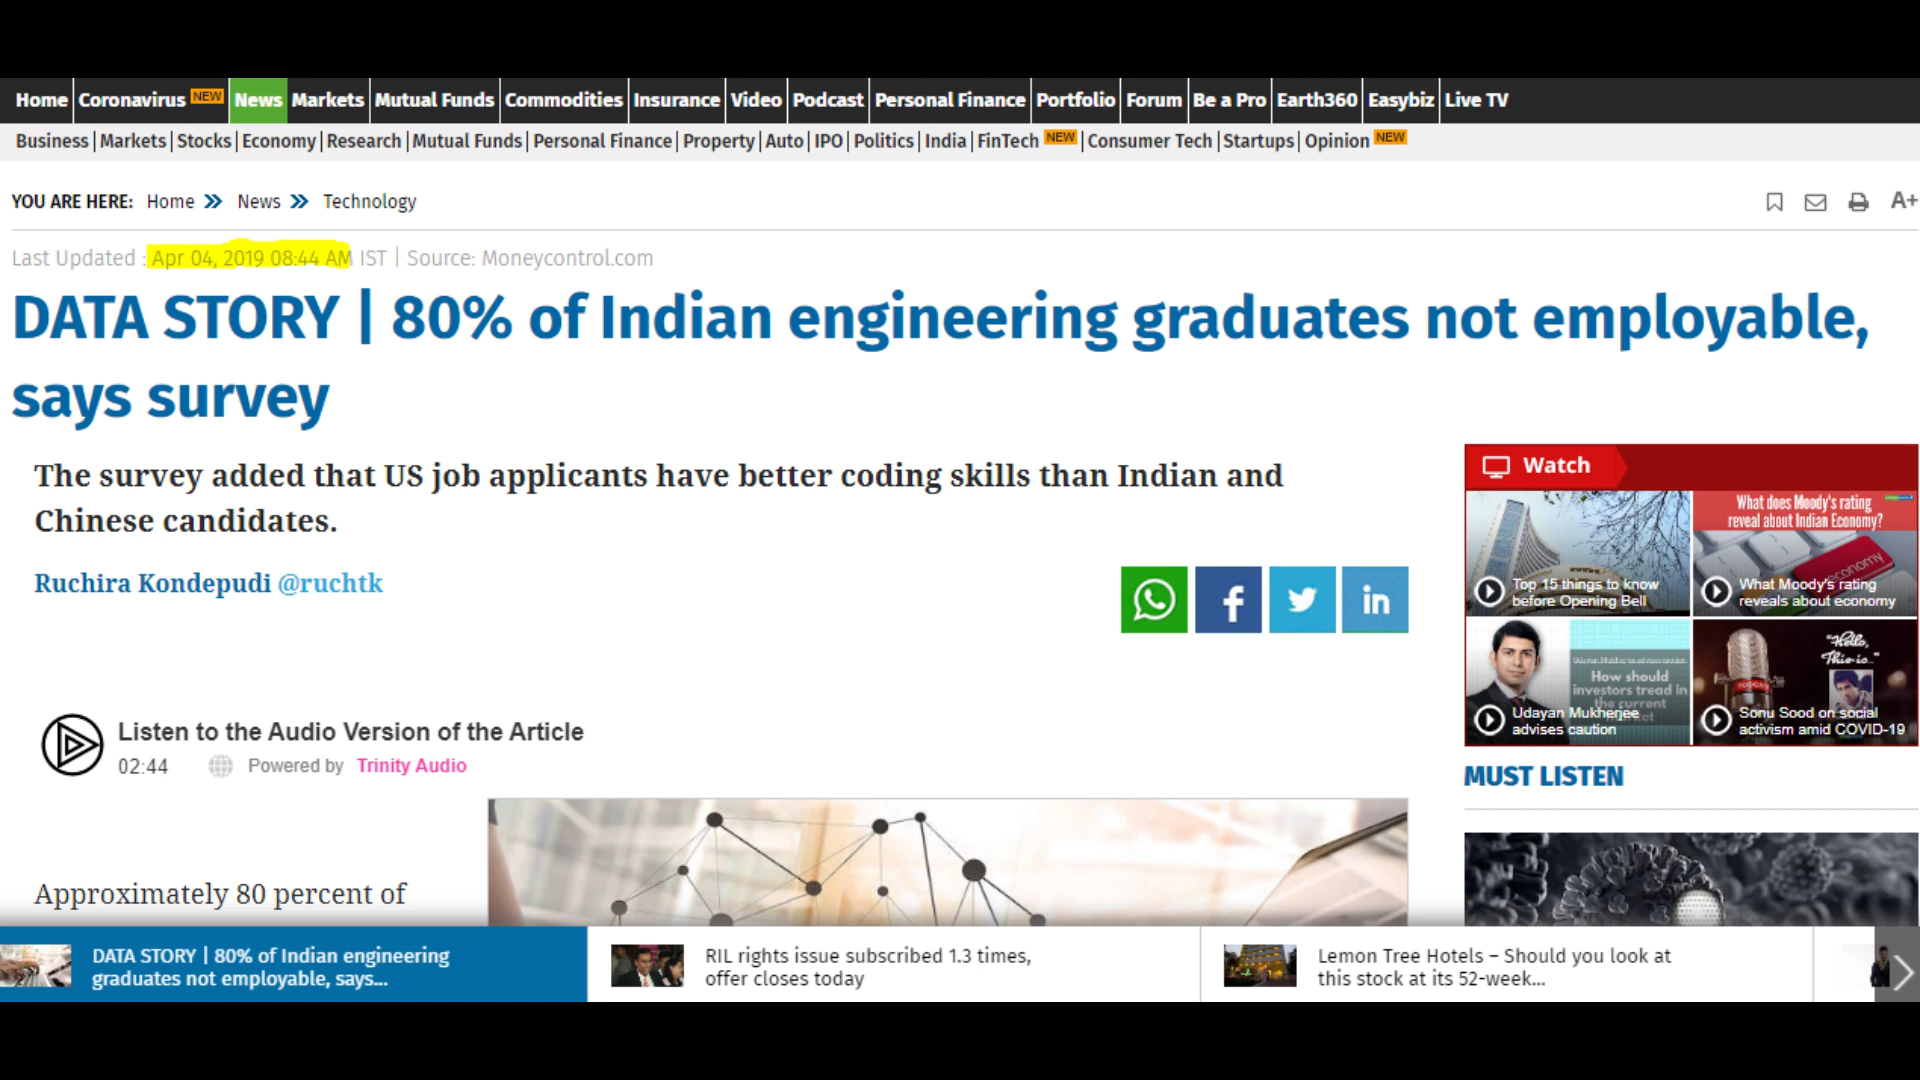 Home Coronavirus NEW News Markets Mutual Funds Commodities Insurance Video Podcast Personal Finance Portfolio Forum Be a Pro Earth360 Easybiz Live TV
Business | Markets | Stocks | Economy | Research | Mutual Funds | Personal Finance | Property | Auto | IPO | Politics | India | FinTech NEW | Consumer Tech | Startups | Opinion NEW
YOU ARE HERE: Home » News » Technology
A+
Last Updated : Apr 04, 2019 08:44 AM IST | Source: Moneycontrol.com
DATA STORY | 80% of Indian engineering graduates not employable,
says survey
The survey added that US job applicants have better coding skills than Indian and
Chinese candidates.
Ruchira Kondepudi @ruchtk
Listen to the Audio Version of the Article
02:44 Powered by Trinity Audio
Approximately 80 percent of
Watch
Top 15 things to know
before Opening Bell
What does Moody's rating
reveal about Indian Economy?
economy
What Moody's rating
reveals about economy
How should
investors tread in
the current
Udayan Mukherjee
advises caution
"Hello,
This is..."
Sonu Sood on social
activism amid COVID-19
MUST LISTEN
DATA STORY | 80% of Indian engineering
graduates not employable, says...
RIL rights issue subscribed 1.3 times,
offer closes today
Lemon Tree Hotels – Should you look at
this stock at its 52-week...